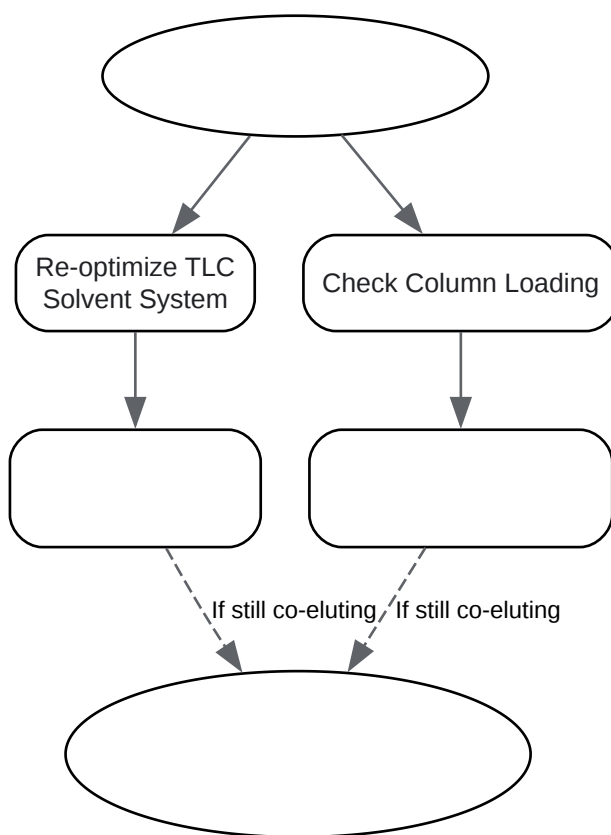 Re-optimize TLC
Solvent System
Check Column Loading
If still co-eluting
If still co-eluting